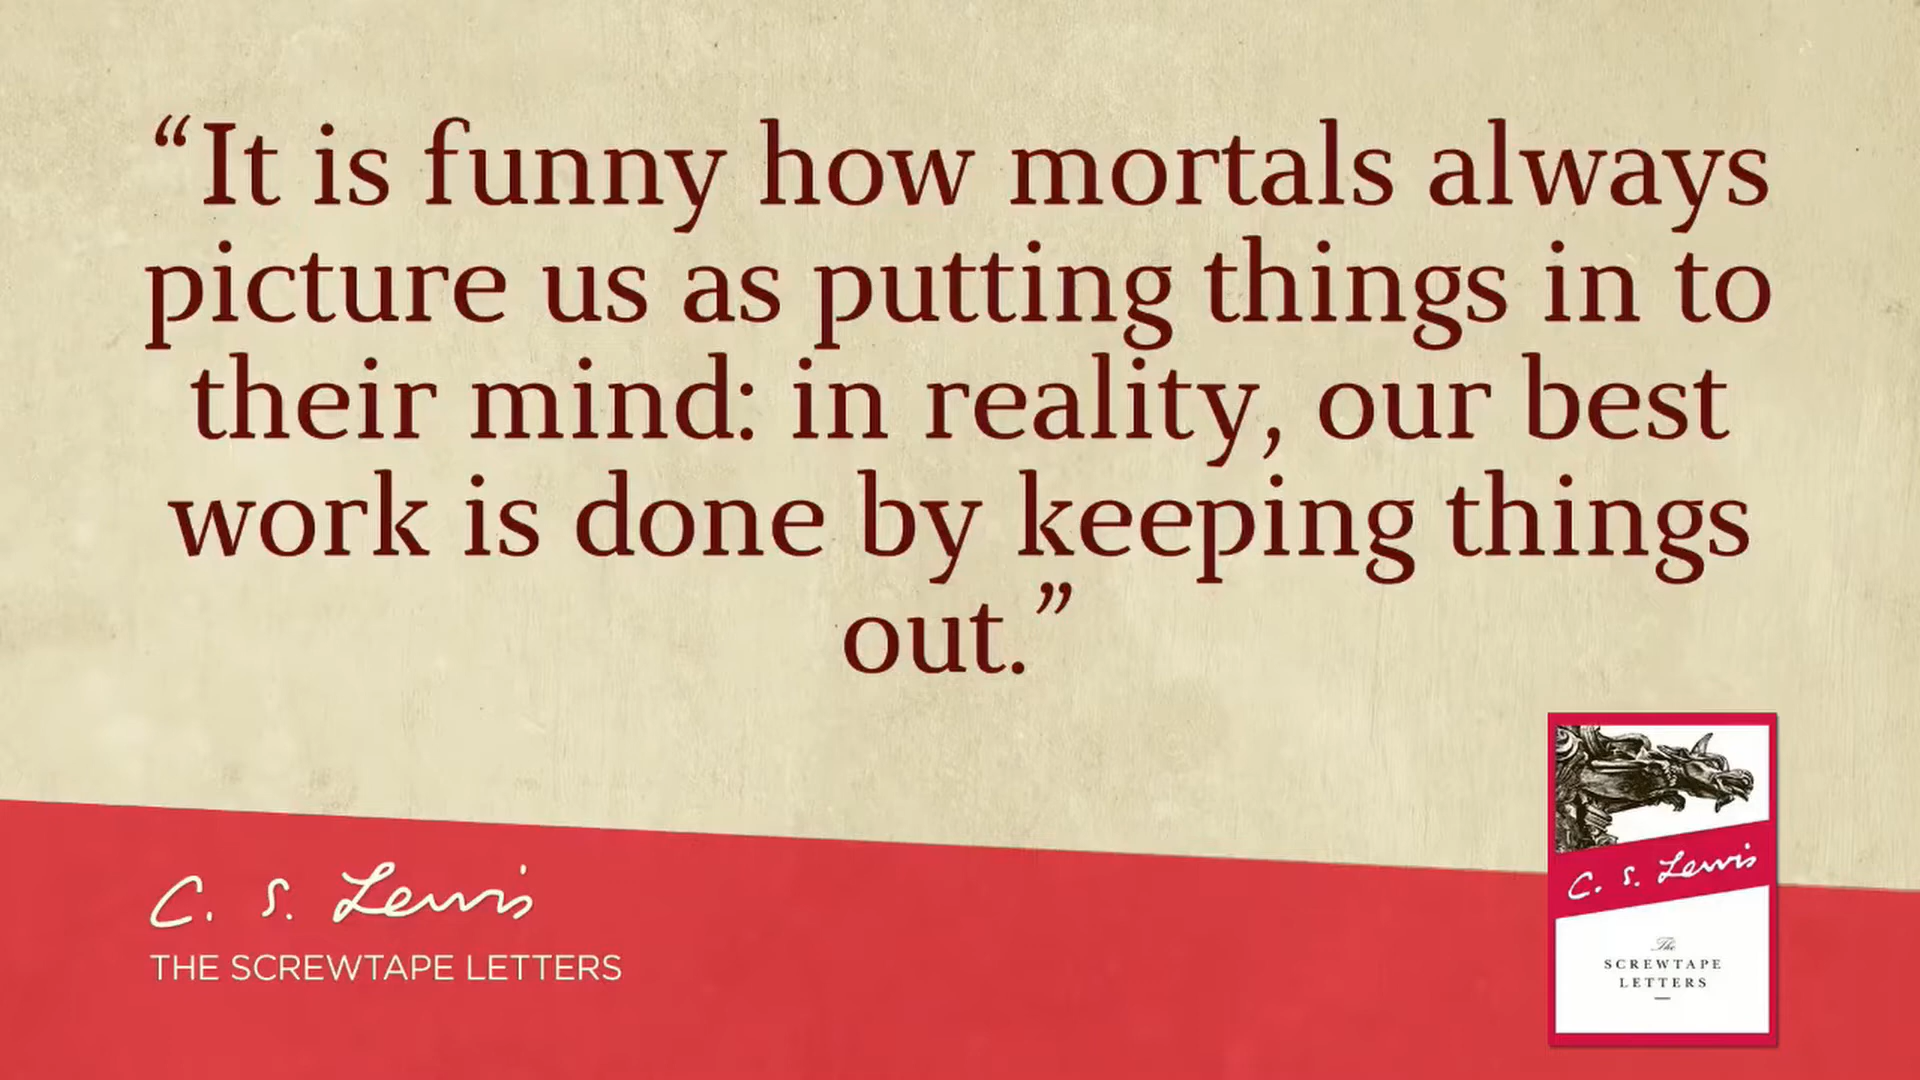 “It is funny how mortals always
picture us as putting things in to
their mind: in reality, our best
work is done by keeping things
out.”
C. S. Lewis
THE SCREWTAPE LETTERS
C. S. Lewis
The
SCREWTAPE
LETTERS